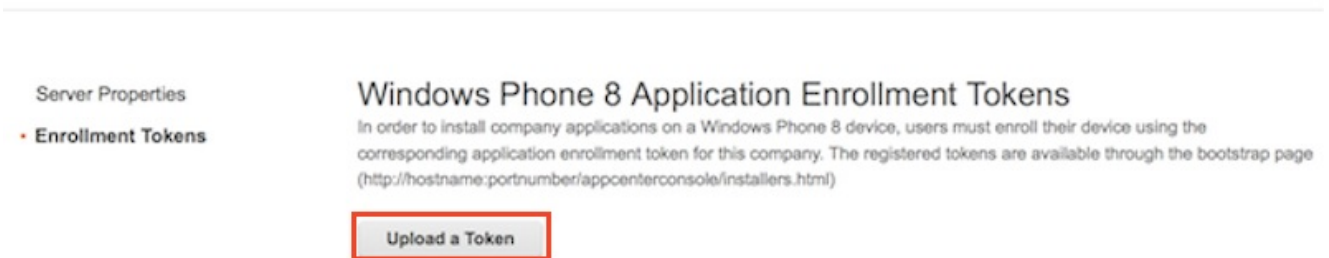 Server Properties
• Enrollment Tokens
Windows Phone 8 Application Enrollment Tokens
In order to install company applications on a Windows Phone 8 device, users must enroll their device using the
corresponding application enrollment token for this company. The registered tokens are available through the bootstrap page
(http://hostname:portnumber/appcenterconsole/installers.html)
Upload a Token